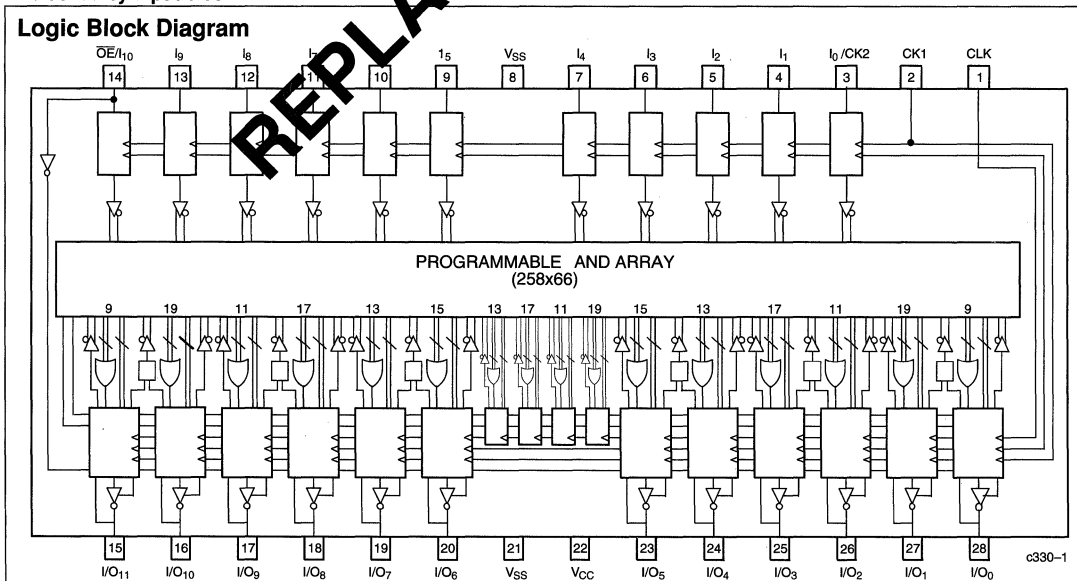 Logic Block Diagram
OE/I10 I9 I8 I7 15 VSS I4 I3 I2 I1 I0 /CK2 CK1 CLK
14 13 12 11 10 9 8 7 6 5 4 3 2 1
REPLA
PROGRAMMABLE AND ARRAY
(258x66)
9 19 11 17 13 15 13 17 11 19 15 13 17 11 19 9
15 16 17 18 19 20 21 22 23 24 25 26 27 28
c330–1
I/O11 I/O10 I/O9 I/O8 I/O7 I/O6 VSS VCC I/O5 I/O4 I/O3 I/O2 I/O1 I/O0